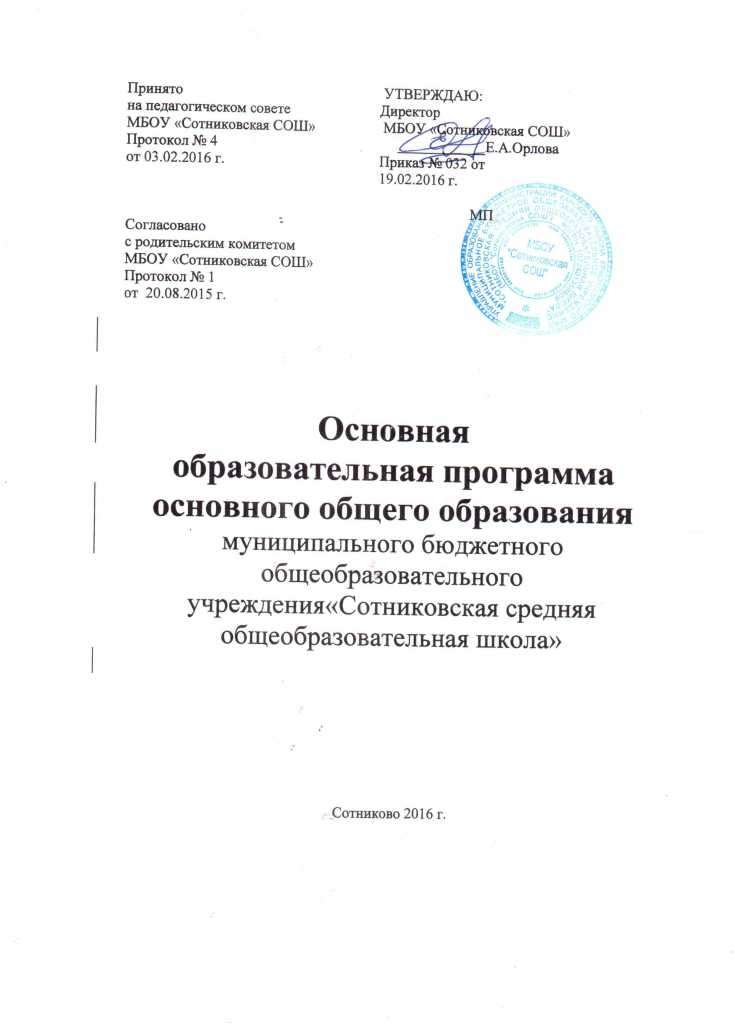 Принято
на педагогическом совете
МБОУ «Сотниковская СОШ»
Протокол № 4
от 03.02.2016 г.
УТВЕРЖДАЮ:
Директор
МБОУ «Сотниковская СОШ»
Е.А.Орлова
Приказ № 032 от
19.02.2016 г.
МП
МБОУ
"Сотниковская
СОШ"
Согласовано
с родительским комитетом
МБОУ «Сотниковская СОШ»
Протокол № 1
от 20.08.2015 г.
Основная
образовательная программа
основного общего образования
муниципального бюджетного
общеобразовательного
учреждения«Сотниковская средняя
общеобразовательная школа»
Сотниково 2016 г.